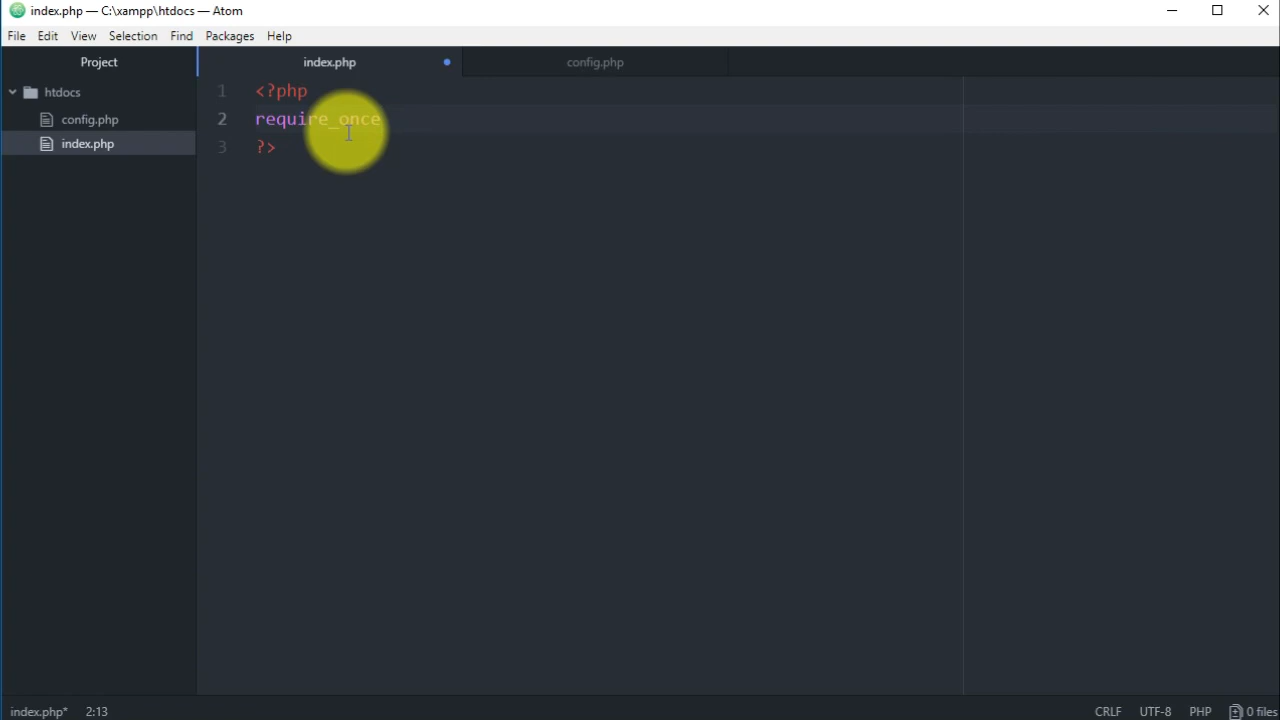 index.php — C:\xampp\htdocs — Atom
File Edit View Selection Find Packages Help
Project
index.php
config.php
htdocs
config.php
index.php
1 <?php
2 require_once
3 ?>
index.php* 2:13
CRLF UTF-8 PHP 0 files